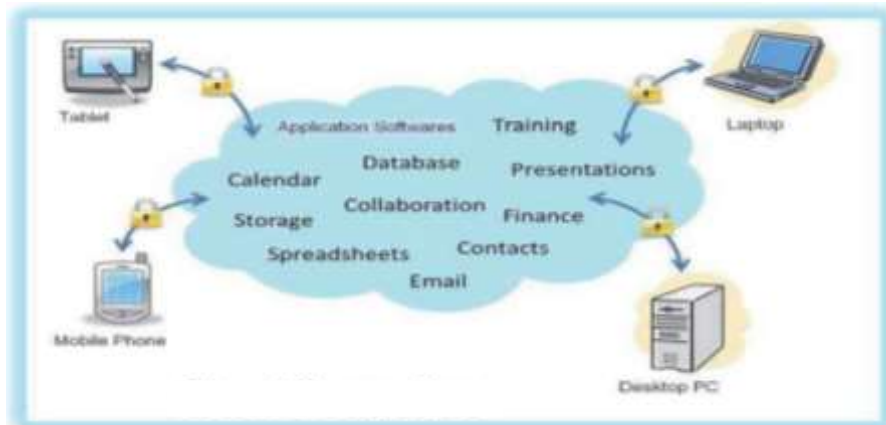 Tablet
Application Softwares
Training
Laptop
Database
Presentations
Calendar
Collaboration
Storage
Finance
Spreadsheets
Contacts
Email
Mobile Phone
Desktop PC